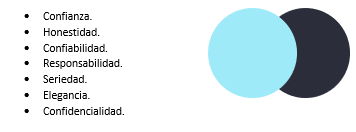 • Confianza.
• Honestidad.
• Confiabilidad.
• Responsabilidad.
• Seriedad.
• Elegancia.
• Confidencialidad.